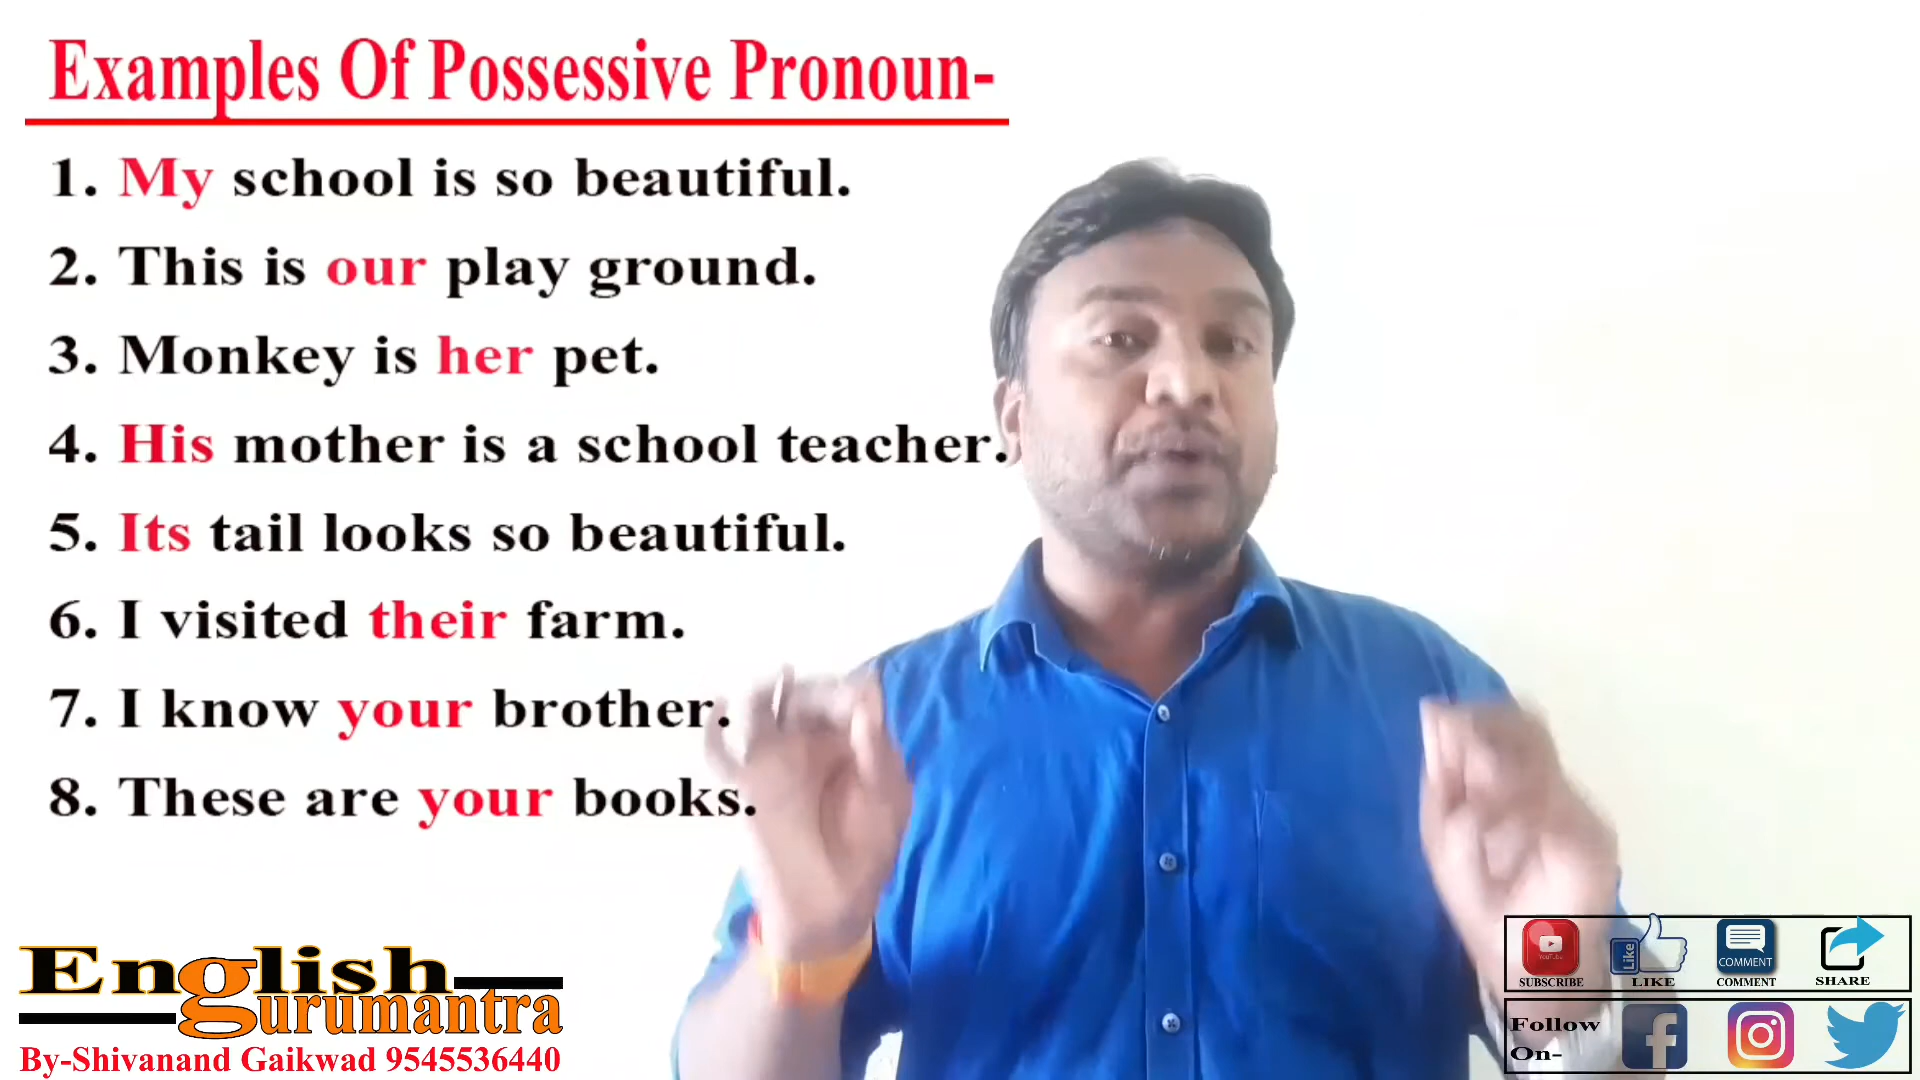 Examples Of Possessive Pronoun-
1. My school is so beautiful.
2. This is our play ground.
3. Monkey is her pet.
4. His mother is a school teacher.
5. Its tail looks so beautiful.
6. I visited their farm.
7. I know your brother.
8. These are your books.
English
gurumantra
By-Shivanand Gaikwad 9545536440
YouTube
Like
COMMENT
SUBSCRIBE LIKE COMMENT SHARE
Follow
On-